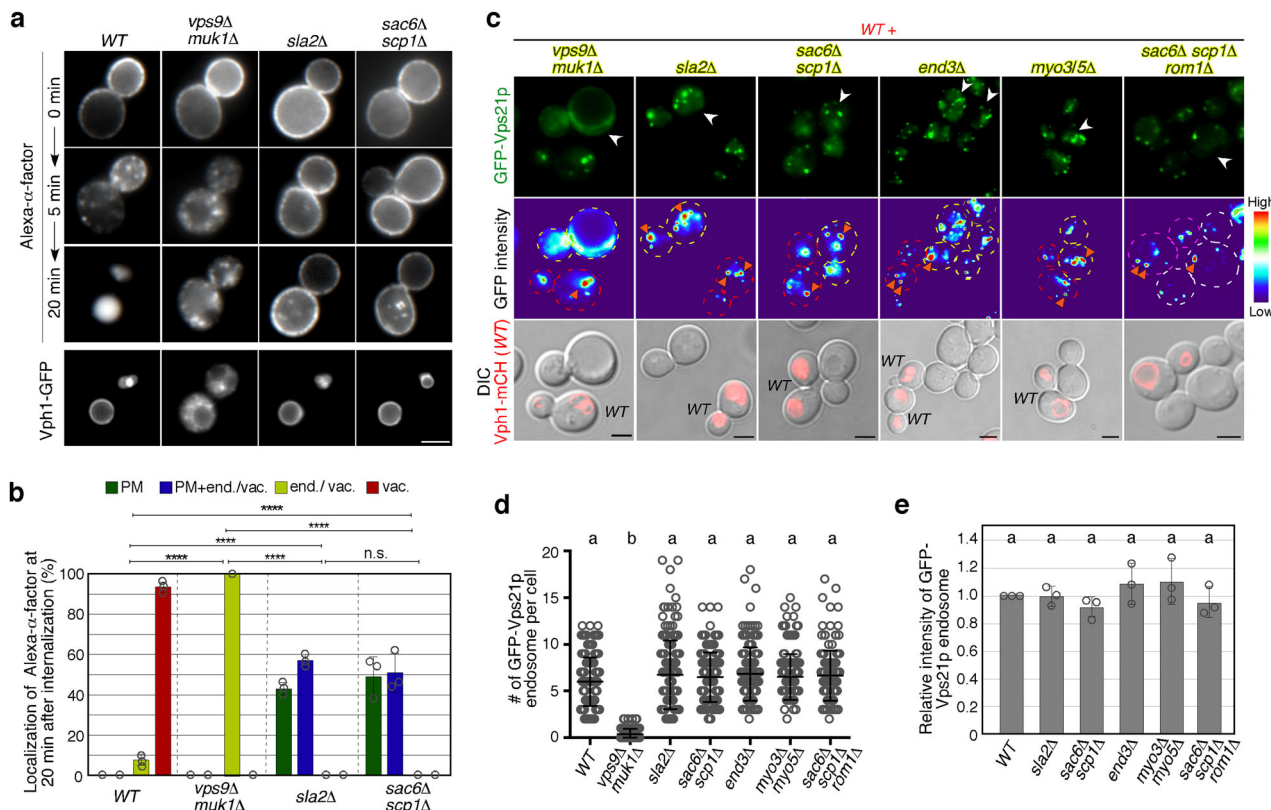 a
WT
vps9Δ
muk1Δ
sla2Δ
sac6Δ
scp1Δ
Alexa-α-factor
0 min
5 min
20 min
Vph1-GFP
b
PM
PM+end./vac.
end./ vac.
vac.
****
****
****
****
****
n.s.
Localization of Alexa-α-factor at
20 min after internalization (%)
100
80
60
40
20
0
WT
vps9Δ
muk1Δ
sla2Δ
sac6Δ
scp1Δ
c
WT +
vps9Δ
muk1Δ
sla2Δ
sac6Δ
scp1Δ
end3Δ
myo3/5Δ
sac6Δ scp1Δ
rom1Δ
GFP-Vps21p
GFP intensity
High
Low
DIC
Vph1-mCH (WT)
WT
WT
WT
WT
WT
WT
d
# of GFP-Vps21p
endosome per cell
20
15
10
5
0
a
b
a
a
a
a
a
WT
vps9Δ
muk1Δ
sla2Δ
sac6Δ
scp1Δ
end3Δ
myo3Δ
myo5Δ
sac6Δ
scp1Δ
rom1Δ
e
Relative intensity of GFP-
Vps21p endosome
1.4
1.2
1.0
0.8
0.6
0.4
0.2
0
a
a
a
a
a
a
WT
sla2Δ
sac6Δ
scp1Δ
end3Δ
myo3Δ
myo5Δ
sac6Δ
scp1Δ
rom1Δ